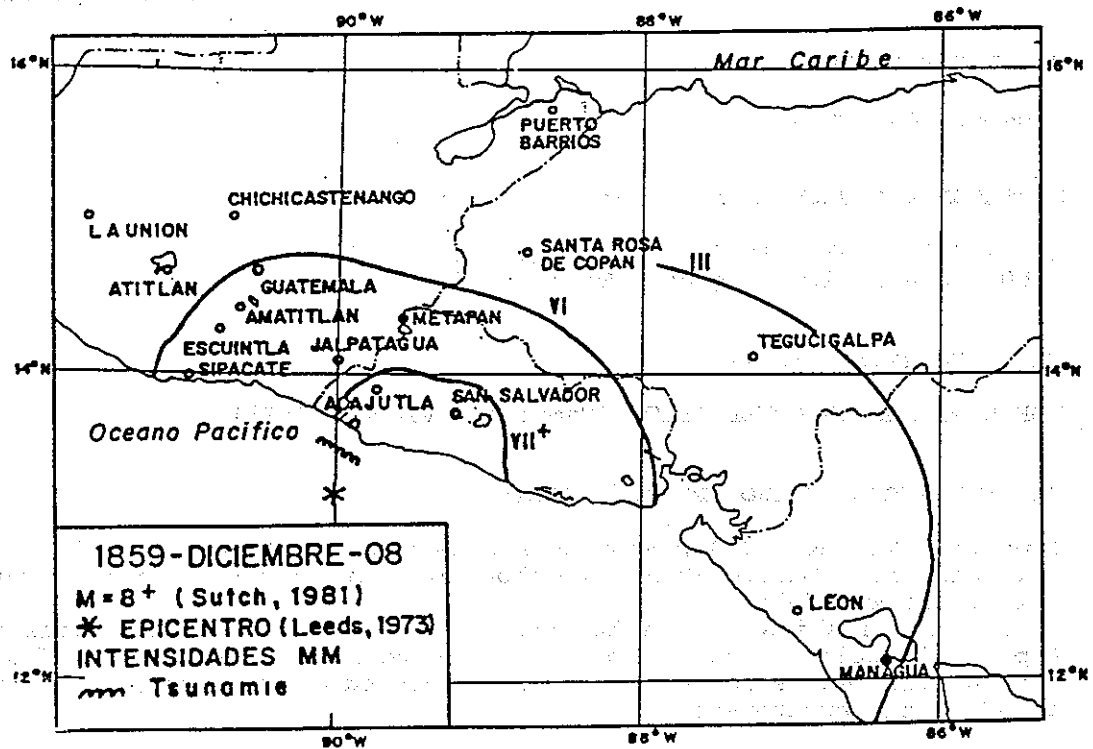 90°W
88°W
86°W
16°N
Mar Caribe
16°N
PUERTO
BARRIOS
CHICHICASTENANGO
LA UNION
SANTA ROSA
DE COPAN
III
ATITLAN
GUATEMALA
VI
AMATITLAN
METAPAN
ESCUINTLA
JALPATAGUA
TEGUCIGALPA
14°N
SIPACATE
14°N
ACAJUTLA
SAN SALVADOR
Oceano Pacifico
VII+
1859-DICIEMBRE-08
M=8+ (Sutch, 1981)
EPICENTRO (Leeds, 1973)
INTENSIDADES MM
Tsunamie
LEON
MANAGUA
12°N
12°N
90°W
88°W
86°W